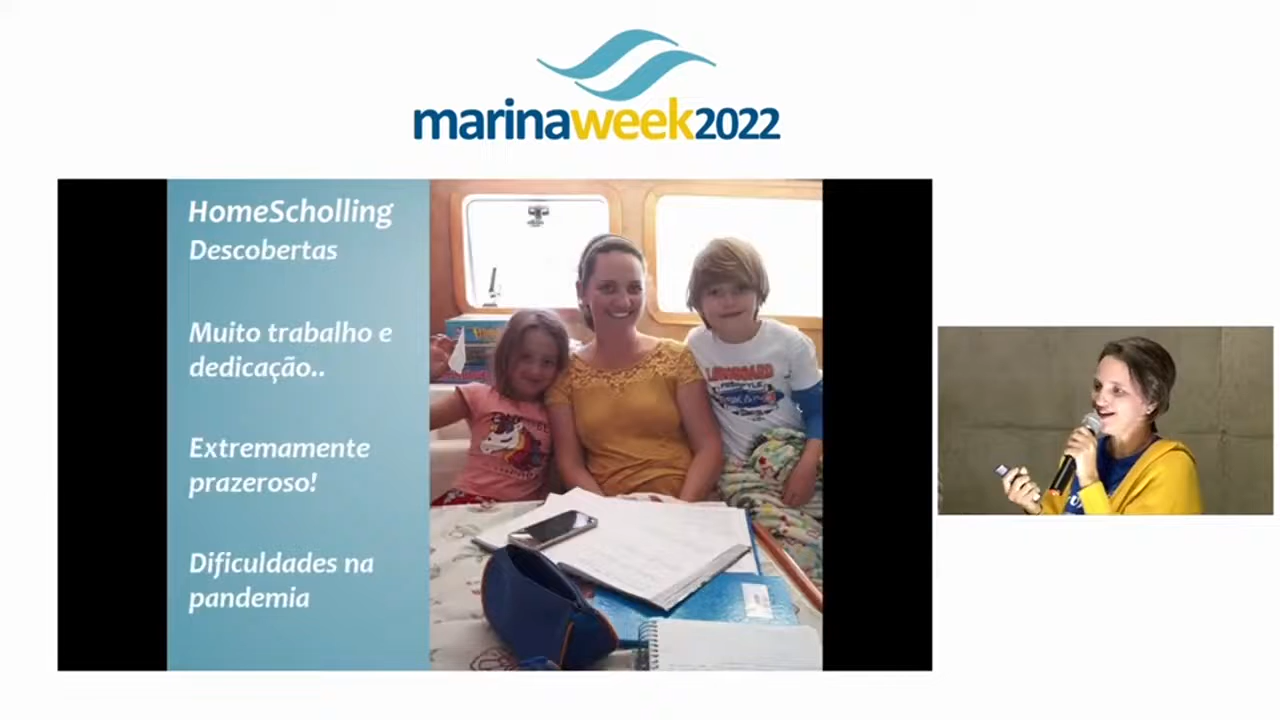 marinaweek2022
HomeScholling
Descobertas
Muito trabalho e
dedicação..
Extremamente
prazeroso!
Dificuldades na
pandemia